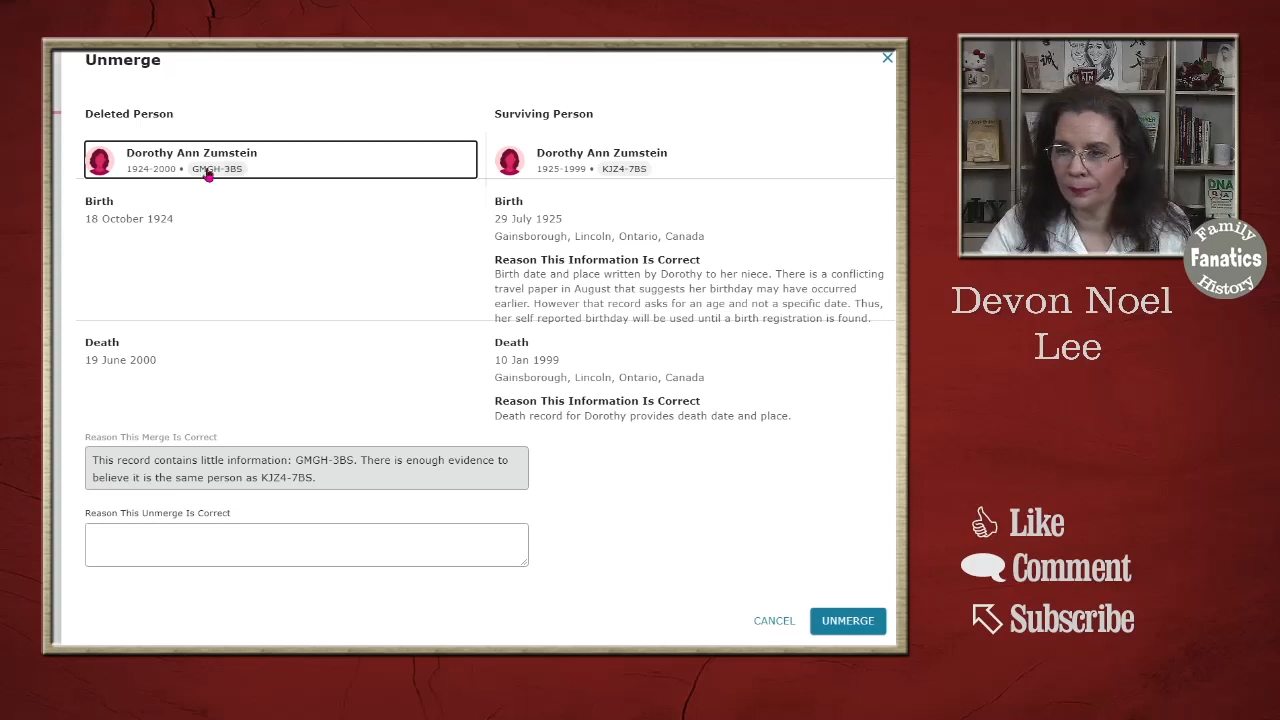 Unmerge
Deleted Person
Surviving Person
Dorothy Ann Zumstein
1924-2000 • GMGH-3BS
Dorothy Ann Zumstein
1925-1999 • KJZ4-7BS
Birth
18 October 1924
Birth
29 July 1925
Gainsborough, Lincoln, Ontario, Canada
Reason This Information Is Correct
Birth date and place written by Dorothy to her niece. There is a conflicting
travel paper in August that suggests her birthday may have occurred
earlier. However that record asks for an age and not a specific date. Thus,
her self reported birthday will be used until a birth registration is found.
Death
19 June 2000
Death
10 Jan 1999
Gainsborough, Lincoln, Ontario, Canada
Reason This Information Is Correct
Death record for Dorothy provides death date and place.
Reason This Merge Is Correct
This record contains little information: GMGH-3BS. There is enough evidence to
believe it is the same person as KJZ4-7BS.
Reason This Unmerge Is Correct
CANCEL
UNMERGE
DNA
Family
Fanatics
History
Devon Noel
Lee
Like
Comment
Subscribe